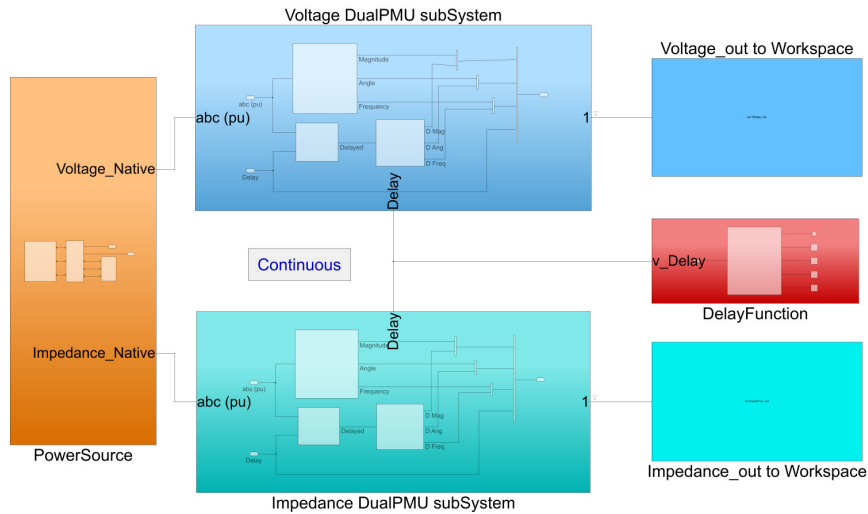 Voltage DualPMU subSystem
Magnitude
Angle
abc (pu)
Frequency
D Mag
Delayed
D Ang
D Freq
Delay
abc (pu)
1
Delay
Voltage_out to Workspace
Voltage_Native
Impedance_Native
PowerSource
Continuous
v_Delay
DelayFunction
Delay
Magnitude
Angle
abc (pu)
Frequency
D Mag
Delayed
D Ang
D Freq
Delay
abc (pu)
1
Impedance DualPMU subSystem
Impedance_out to Workspace